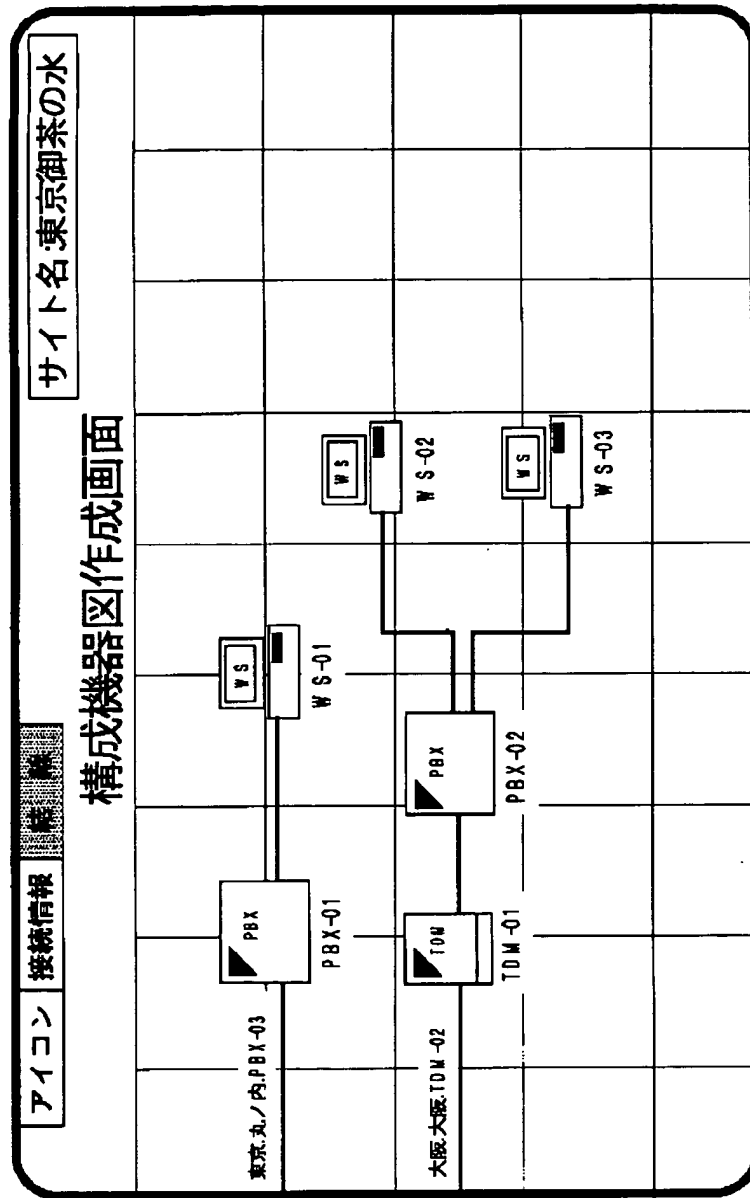 アイコン 接続情報 結線
サイト名:東京御茶の水
構成機器図作成画面
東京.丸ノ内.PBX-03
PBX
PBX-01
WS
WS-01
大阪.大阪.TDM-02
TDM
TDM-01
PBX
PBX-02
WS
WS-02
WS
WS-03